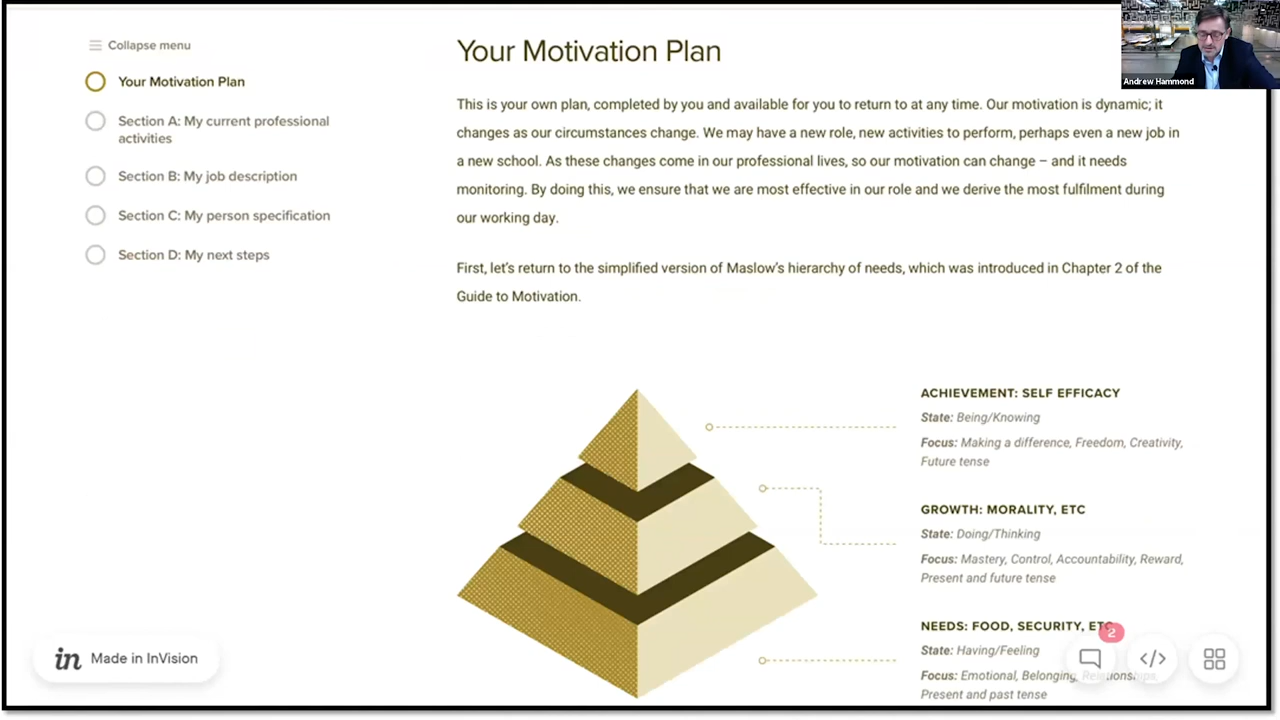 Collapse menu
Your Motivation Plan
Section A: My current professional
activities
Section B: My job description
Section C: My person specification
Section D: My next steps
Your Motivation Plan
This is your own plan, completed by you and available for you to return to at any time. Our motivation is dynamic; it
changes as our circumstances change. We may have a new role, new activities to perform, perhaps even a new job in
a new school. As these changes come in our professional lives, so our motivation can change – and it needs
monitoring. By doing this, we ensure that we are most effective in our role and we derive the most fulfilment during
our working day.
First, let's return to the simplified version of Maslow's hierarchy of needs, which was introduced in Chapter 2 of the
Guide to Motivation.
ACHIEVEMENT: SELF EFFICACY
State: Being/Knowing
Focus: Making a difference, Freedom, Creativity,
Future tense
GROWTH: MORALITY, ETC
State: Doing/Thinking
Focus: Mastery, Control, Accountability, Reward,
Present and future tense
NEEDS: FOOD, SECURITY, ETC
State: Having/Feeling
Focus: Emotional, Belonging, Relationships,
Present and past tense
in Made in InVision
2
Andrew Hammond